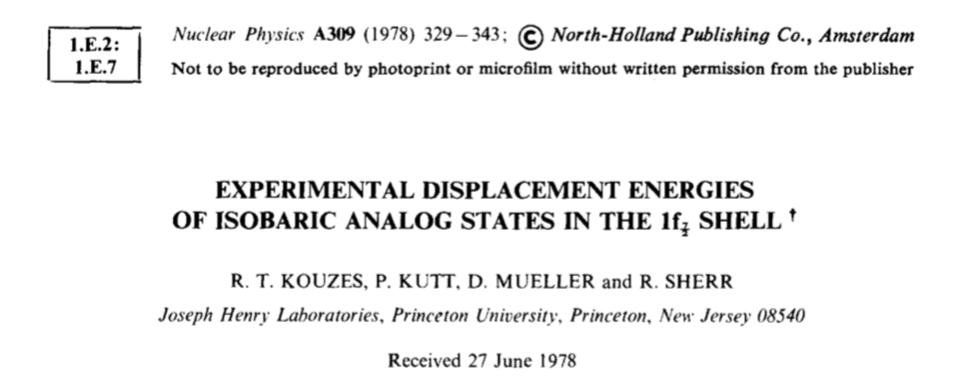 1.E.2:
1.E.7
Nuclear Physics A309 (1978) 329–343; © North-Holland Publishing Co., Amsterdam
Not to be reproduced by photoprint or microfilm without written permission from the publisher
EXPERIMENTAL DISPLACEMENT ENERGIES
OF ISOBARIC ANALOG STATES IN THE 1f 7/2 SHELL †
R. T. KOUZES, P. KUTT, D. MUELLER and R. SHERR
Joseph Henry Laboratories, Princeton University, Princeton, New Jersey 08540
Received 27 June 1978